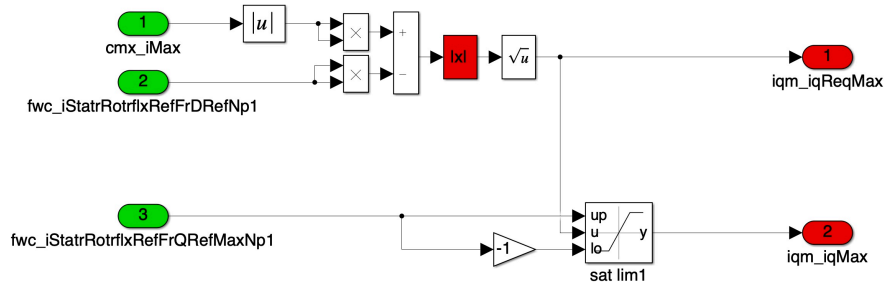 1
|u|
cmx_iMax
×
+
|x|
√u
1
iqm_iqReqMax
2
×
−
fwc_iStatrRotrflxRefFrDRefNp1
3
fwc_iStatrRotrflxRefFrQRefMaxNp1
-1
up
u
y
lo
sat lim1
2
iqm_iqMax